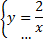 {y = 2/x
...